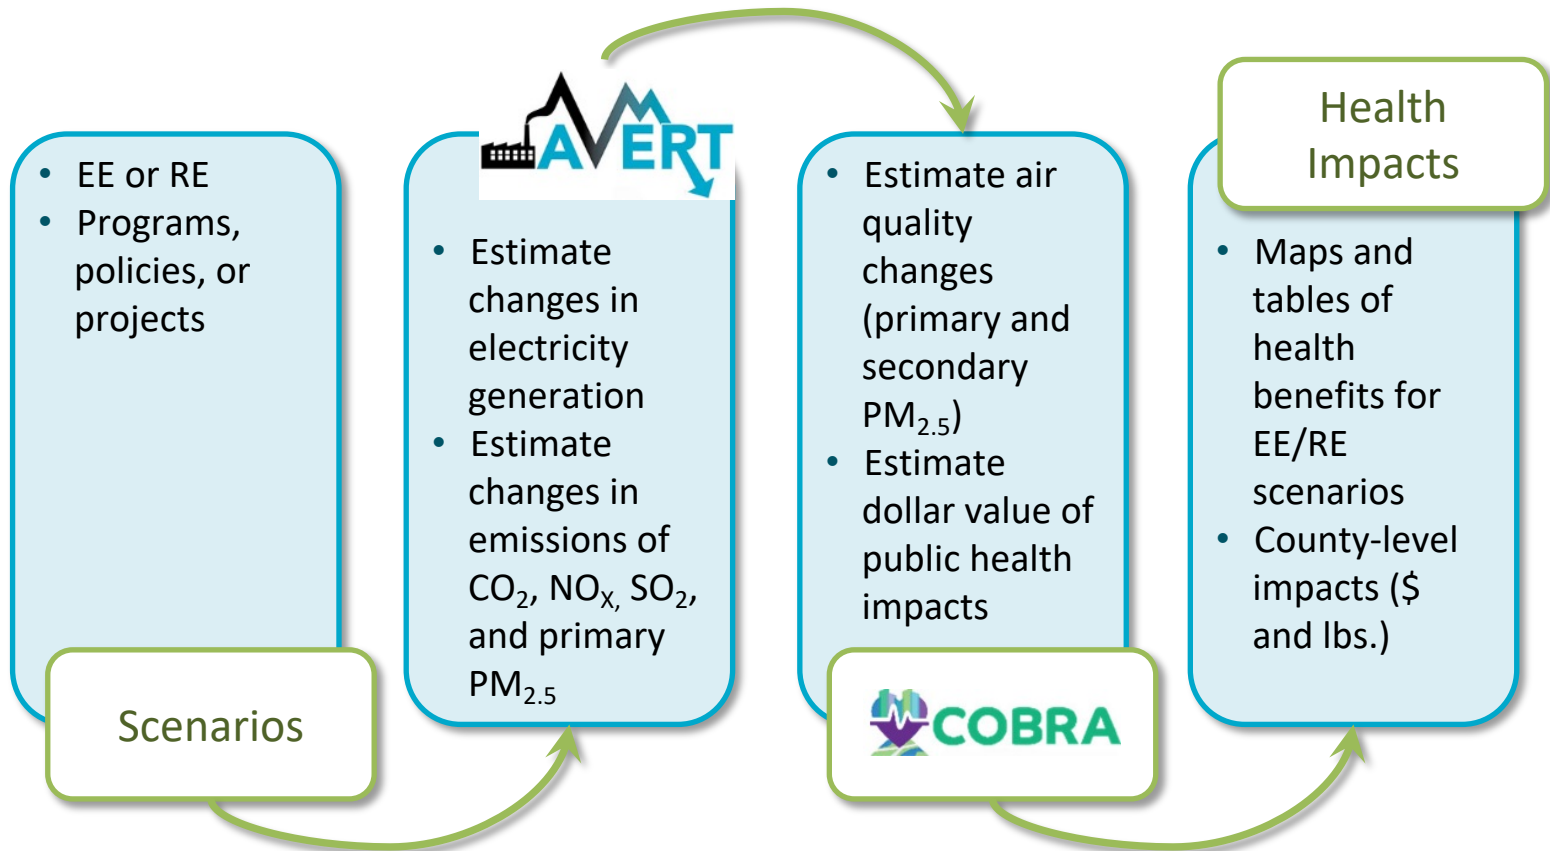 • EE or RE
• Programs,
policies, or
projects
Scenarios
AVERT
• Estimate
changes in
electricity
generation
• Estimate
changes in
emissions of
CO₂, NOₓ, SO₂,
and primary
PM₂.₅
• Estimate air
quality
changes
(primary and
secondary
PM₂.₅)
• Estimate
dollar value of
public health
impacts
COBRA
Health
Impacts
• Maps and
tables of
health
benefits for
EE/RE
scenarios
• County-level
impacts ($
and lbs.)